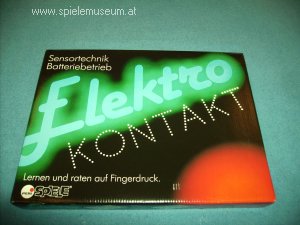 www.spielemuseum.at
Sensortechnik
Batteriebetrieb
Elektro
KONTAKT
Lernen und raten auf Fingerdruck.
SPIELE